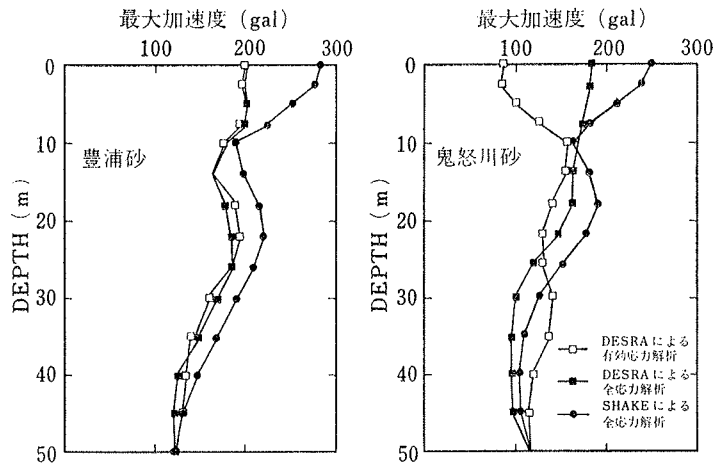 最大加速度 (gal)
100 200 300
0
10
20
30
40
50
DEPTH (m)
豊浦砂
最大加速度 (gal)
100 200 300
0
10
20
30
40
50
DEPTH (m)
鬼怒川砂
DESRAによる
有効応力解析
DESRAによる
全応力解析
SHAKEによる
全応力解析